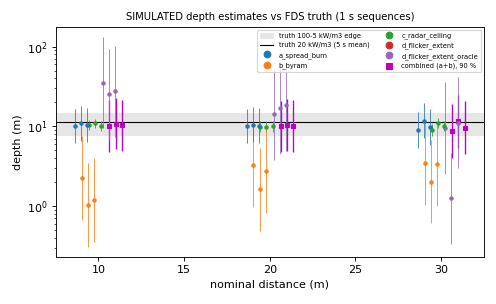 SIMULATED depth estimates vs FDS truth (1 s sequences)
truth 100-5 kW/m3 edge
truth 20 kW/m3 (5 s mean)
a_spread_burn
b_byram
c_radar_ceiling
d_flicker_extent
d_flicker_extent_oracle
combined (a+b), 90 %
depth (m)
10²
10¹
10⁰
10 15 20 25 30
nominal distance (m)